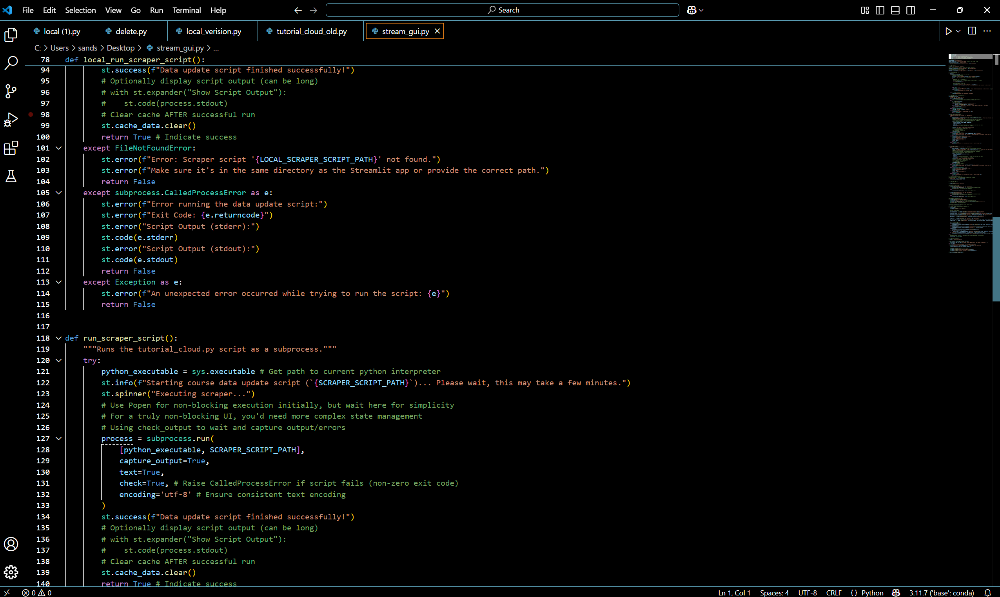 File Edit Selection View Go Run Terminal Help
Search
local (1).py
delete.py
local_verision.py
tutorial_cloud_old.py
stream_gui.py
C: > Users > sands > Desktop > stream_gui.py > ...
78 def local_run_scraper_script():
94 st.success(f"Data update script finished successfully!")
95 # Optionally display script output (can be long)
96 # with st.expander("Show Script Output"):
97 #    st.code(process.stdout)
98 # Clear cache AFTER successful run
99 st.cache_data.clear()
100 return True # Indicate success
101 except FileNotFoundError:
102 st.error(f"Error: Scraper script '{LOCAL_SCRAPER_SCRIPT_PATH}' not found.")
103 st.error(f"Make sure it's in the same directory as the Streamlit app or provide the correct path.")
104 return False
105 except subprocess.CalledProcessError as e:
106 st.error(f"Error running the data update script:")
107 st.error(f"Exit Code: {e.returncode}")
108 st.error("Script Output (stderr):")
109 st.code(e.stderr)
110 st.error("Script Output (stdout):")
111 st.code(e.stdout)
112 return False
113 except Exception as e:
114 st.error(f"An unexpected error occurred while trying to run the script: {e}")
115 return False
116
117
118 def run_scraper_script():
119 """Runs the tutorial_cloud.py script as a subprocess."""
120 try:
121 python_executable = sys.executable # Get path to current python interpreter
122 st.info(f"Starting course data update script (`{SCRAPER_SCRIPT_PATH}`)... Please wait, this may take a few minutes.")
123 st.spinner("Executing scraper...")
124 # Use Popen for non-blocking execution initially, but wait here for simplicity
125 # For a truly non-blocking UI, you'd need more complex state management
126 # Using check_output to wait and capture output/errors
127 process = subprocess.run(
128 [python_executable, SCRAPER_SCRIPT_PATH],
129 capture_output=True,
130 text=True,
131 check=True, # Raise CalledProcessError if script fails (non-zero exit code)
132 encoding='utf-8' # Ensure consistent text encoding
133 )
134 st.success(f"Data update script finished successfully!")
135 # Optionally display script output (can be long)
136 # with st.expander("Show Script Output"):
137 #    st.code(process.stdout)
138 # Clear cache AFTER successful run
139 st.cache_data.clear()
140 return True # Indicate success
0 0 Ln 1, Col 1 Spaces: 4 UTF-8 CRLF {} Python 3.11.7 ('base': conda)